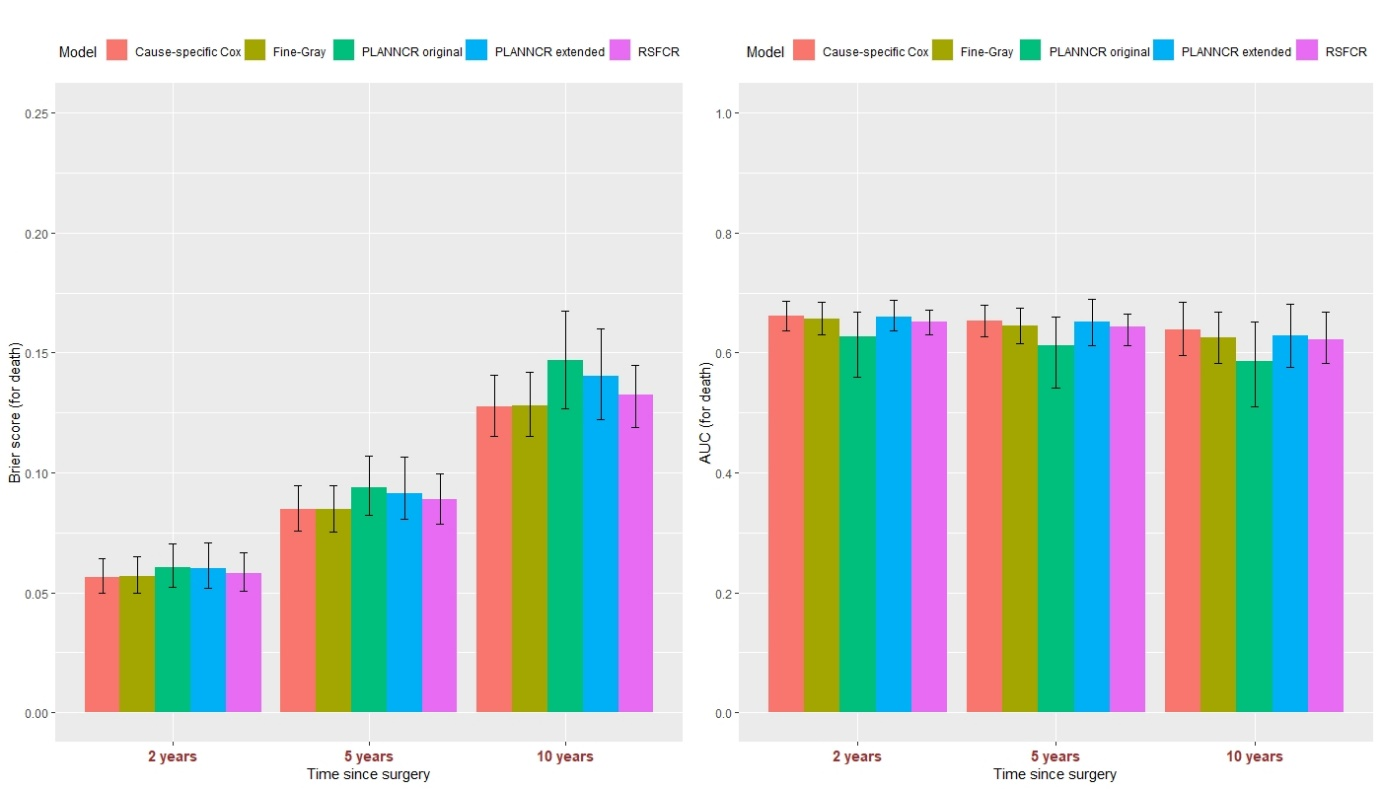 Model Cause-specific Cox Fine-Gray PLANNCR original PLANNCR extended RSFCR
Brier score (for death)
0.25
0.20
0.15
0.10
0.05
0.00
2 years 5 years 10 years
Time since surgery
Model Cause-specific Cox Fine-Gray PLANNCR original PLANNCR extended RSFCR
AUC (for death)
1.0
0.8
0.6
0.4
0.2
0.0
2 years 5 years 10 years
Time since surgery